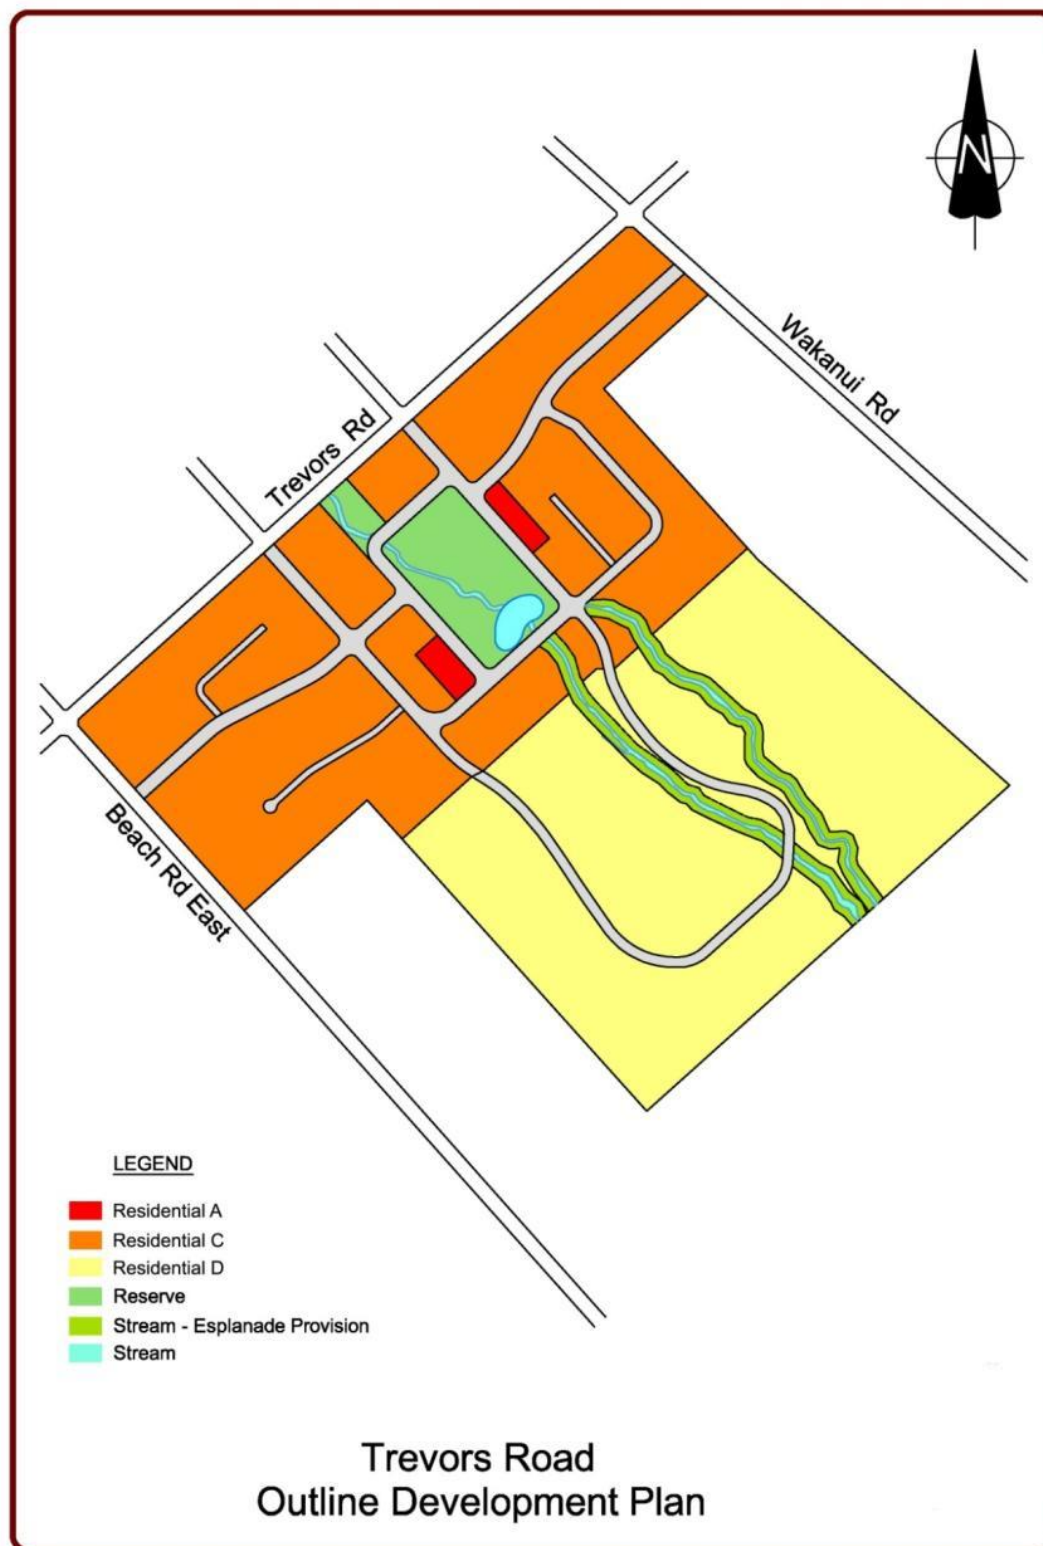 N
Wakanui Rd
Trevors Rd
Beach Rd East
LEGEND
Residential A
Residential C
Residential D
Reserve
Stream - Esplanade Provision
Stream
Trevors Road
Outline Development Plan